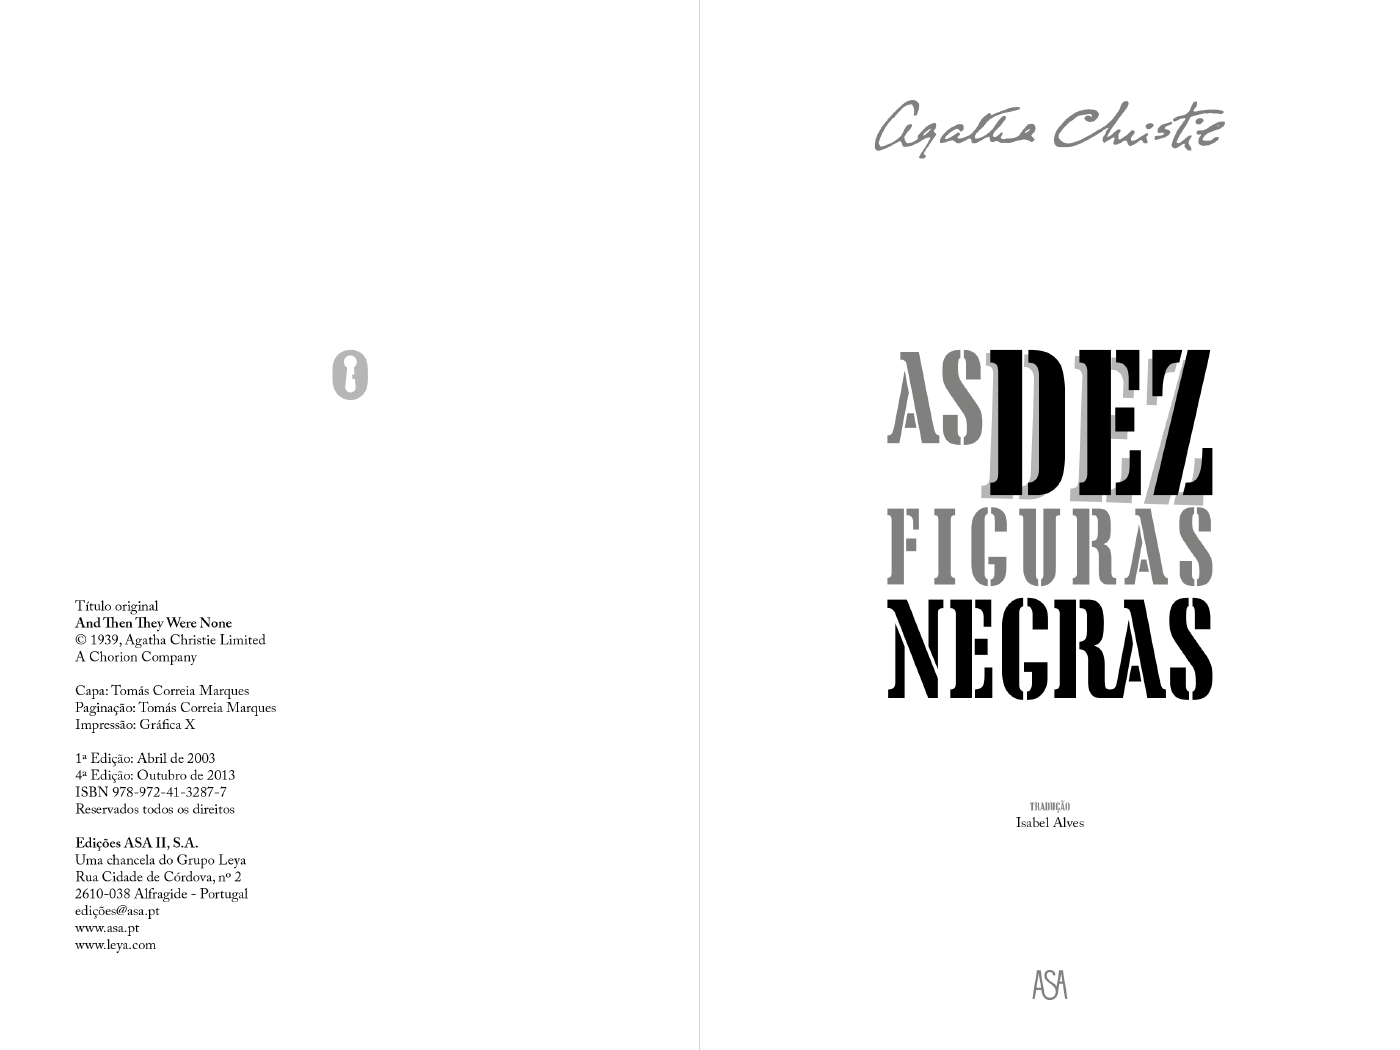 Título original
And Then They Were None
© 1939, Agatha Christie Limited
A Chorion Company
Capa: Tomás Correia Marques
Paginação: Tomás Correia Marques
Impressão: Gráfica X
1ª Edição: Abril de 2003
4ª Edição: Outubro de 2013
ISBN 978-972-41-3287-7
Reservados todos os direitos
Edições ASA II, S.A.
Uma chancela do Grupo Leya
Rua Cidade de Córdova, nº 2
2610-038 Alfragide - Portugal
edições@asa.pt
www.asa.pt
www.leya.com
Agatha Christie
AS DEZ
FIGURAS
NEGRAS
TRADUÇÃO
Isabel Alves
ASA